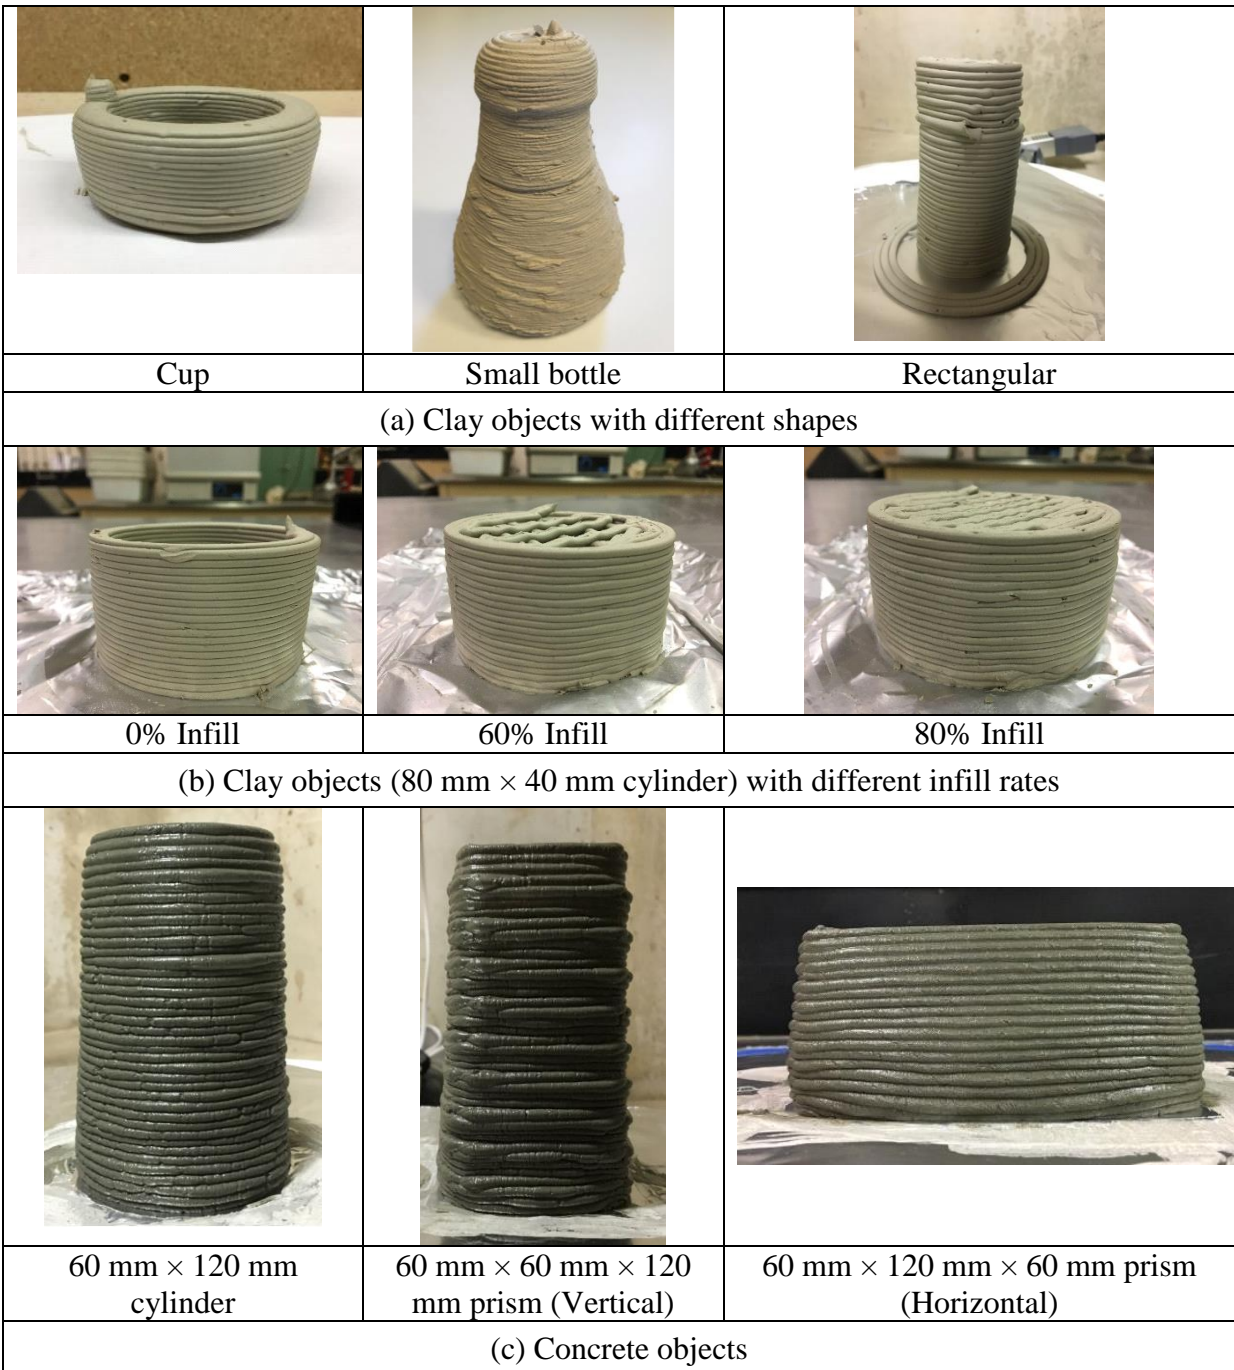 Cup
Small bottle
Rectangular
(a) Clay objects with different shapes
0% Infill
60% Infill
80% Infill
(b) Clay objects (80 mm × 40 mm cylinder) with different infill rates
60 mm × 120 mm
cylinder
60 mm × 60 mm × 120
mm prism (Vertical)
60 mm × 120 mm × 60 mm prism
(Horizontal)
(c) Concrete objects